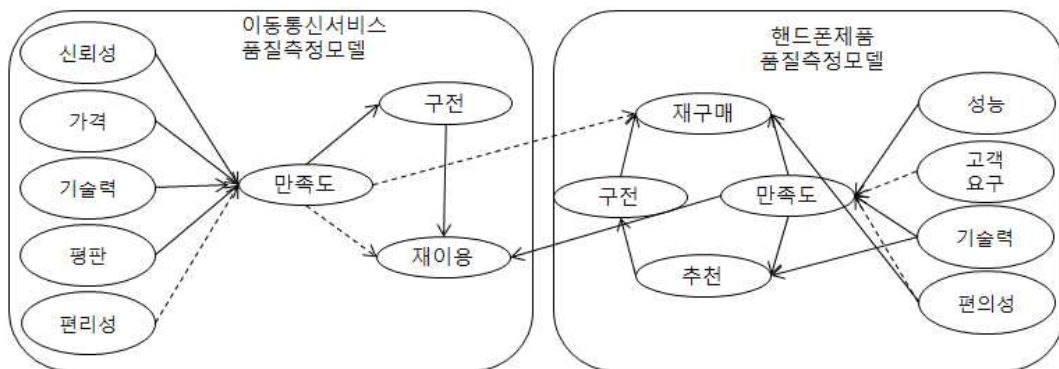 이동통신서비스
품질측정모델
신뢰성
가격
기술력
평판
편리성
만족도
구전
재이용
핸드폰제품
품질측정모델
재구매
구전
만족도
추천
성능
고객
요구
기술력
편의성